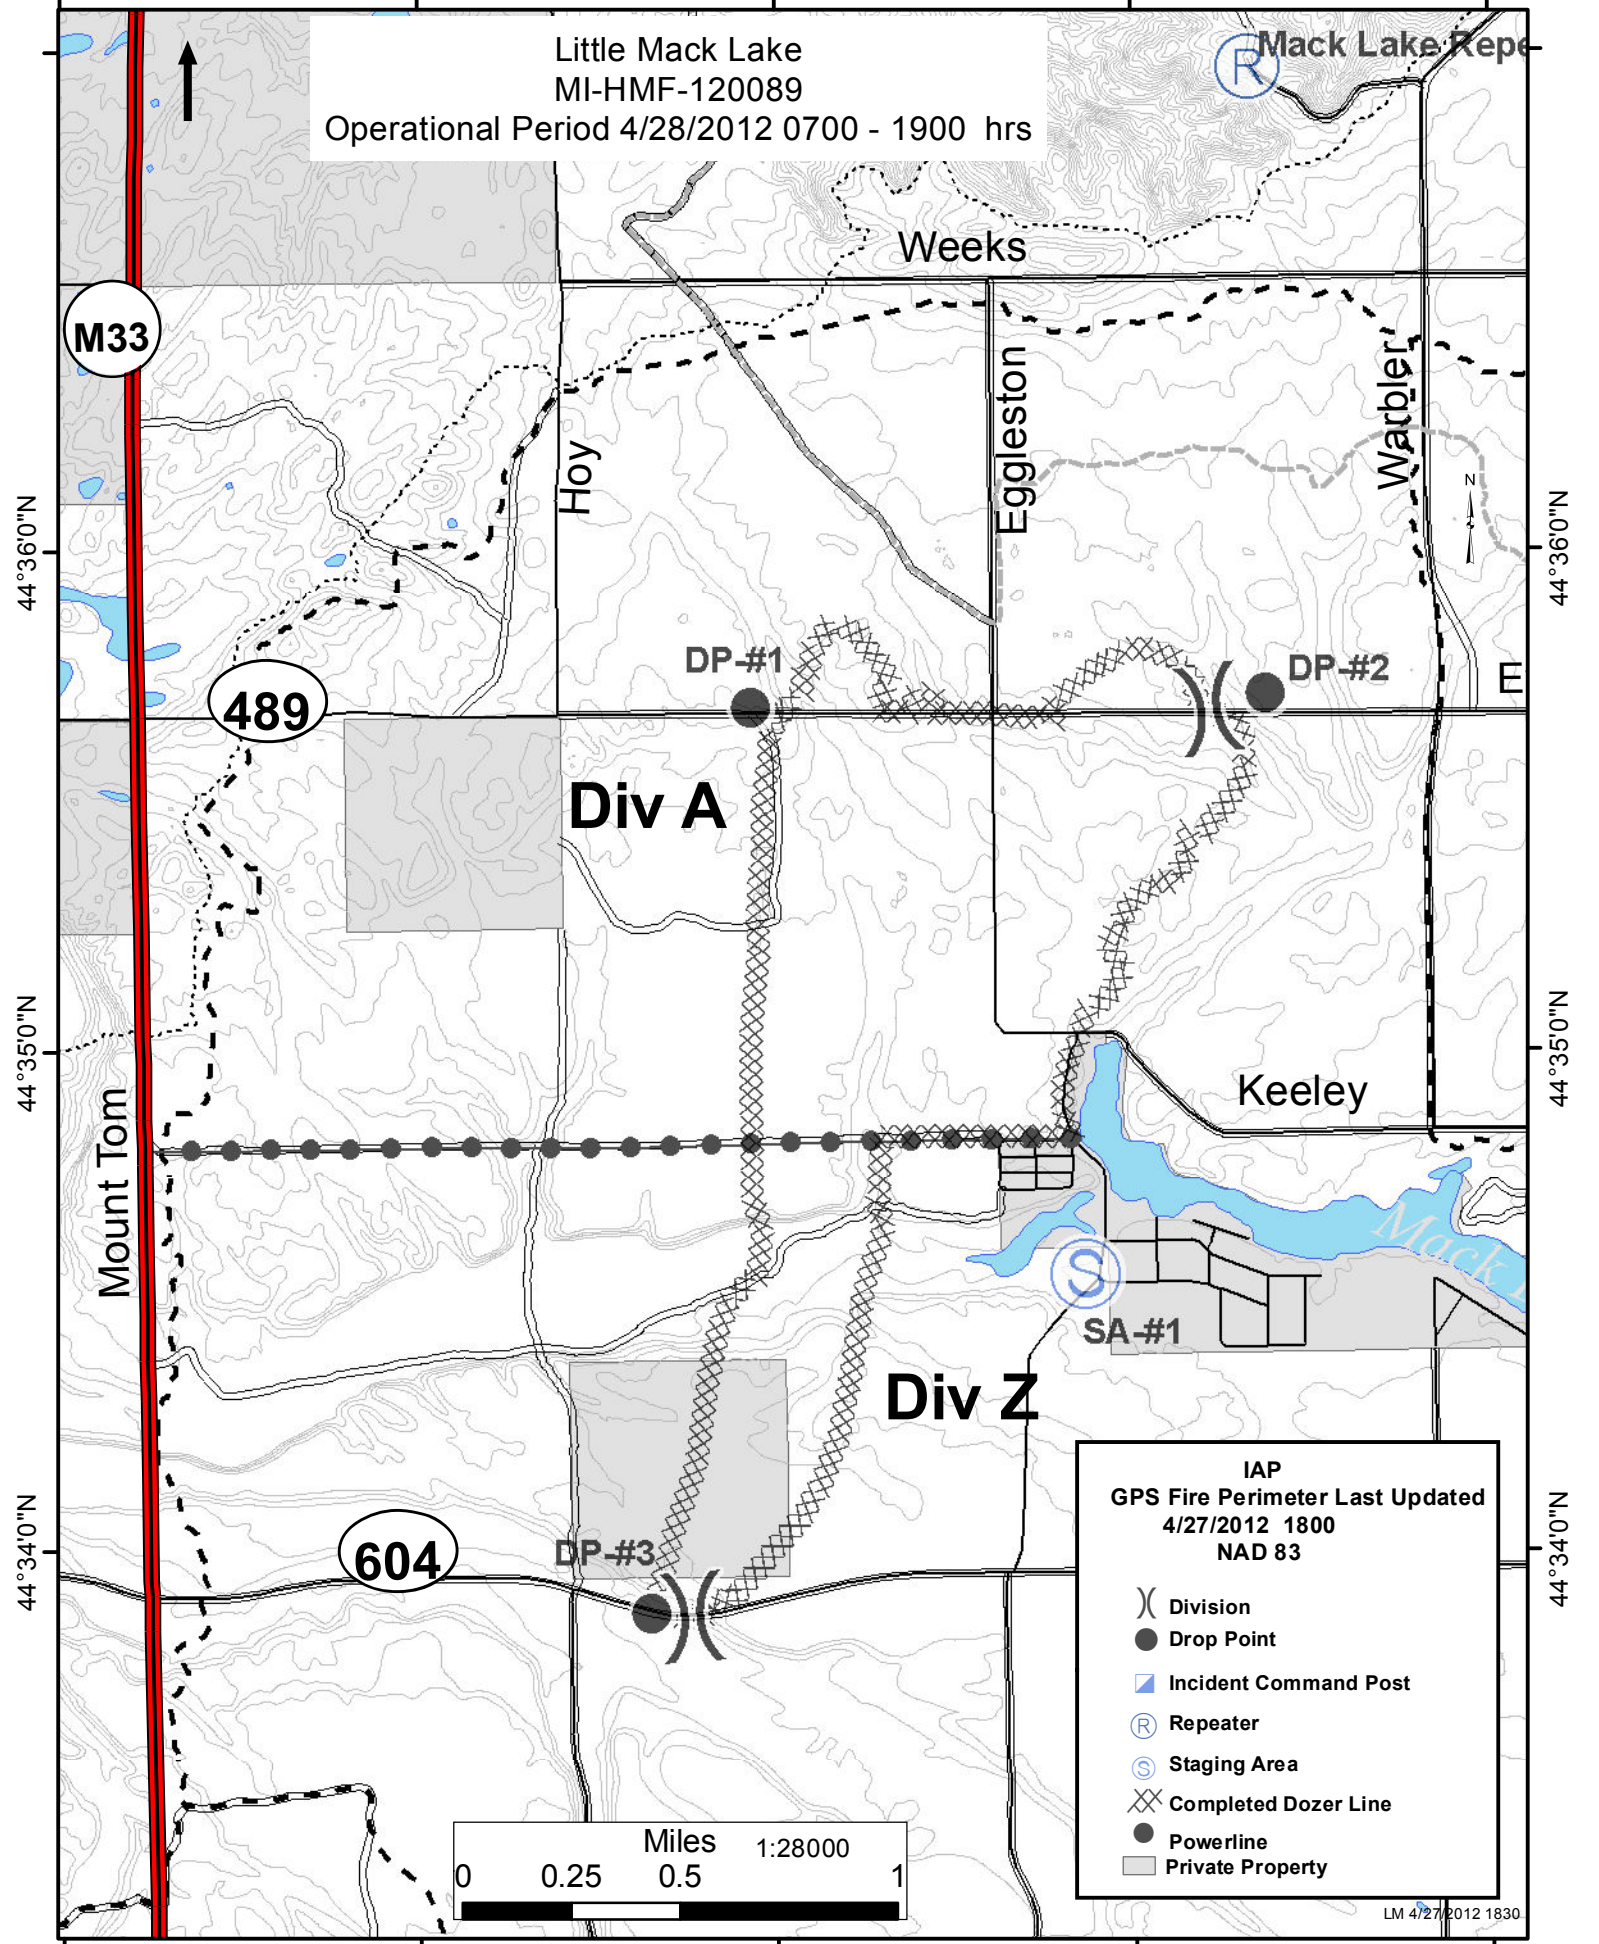 Little Mack Lake
MI-HMF-120089
Operational Period 4/28/2012 0700 - 1900 hrs
R
Mack Lake Repe
Weeks
M33
Hoy
Eggleston
Warbler
N
44°36'0"N
44°36'0"N
DP-#1
DP-#2
E
489
Div A
44°35'0"N
44°35'0"N
Keeley
Mount Tom
Mack L
S
SA-#1
Div Z
44°34'0"N
44°34'0"N
604
DP-#3
IAP
GPS Fire Perimeter Last Updated
4/27/2012 1800
NAD 83
Division
Drop Point
Incident Command Post
R Repeater
S Staging Area
Completed Dozer Line
Powerline
Private Property
Miles 1:28000
0 0.25 0.5 1
LM 4/27/2012 1830